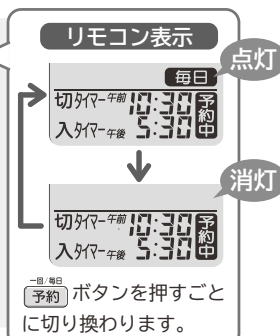 リモコン表示
毎日
点灯
切タイマー午前 10:30 予約中
入タイマー午後 5:30
消灯
切タイマー午前 10:30 予約中
入タイマー午後 5:30
一回/毎日
予約 ボタンを押すごと
に切り換わります。